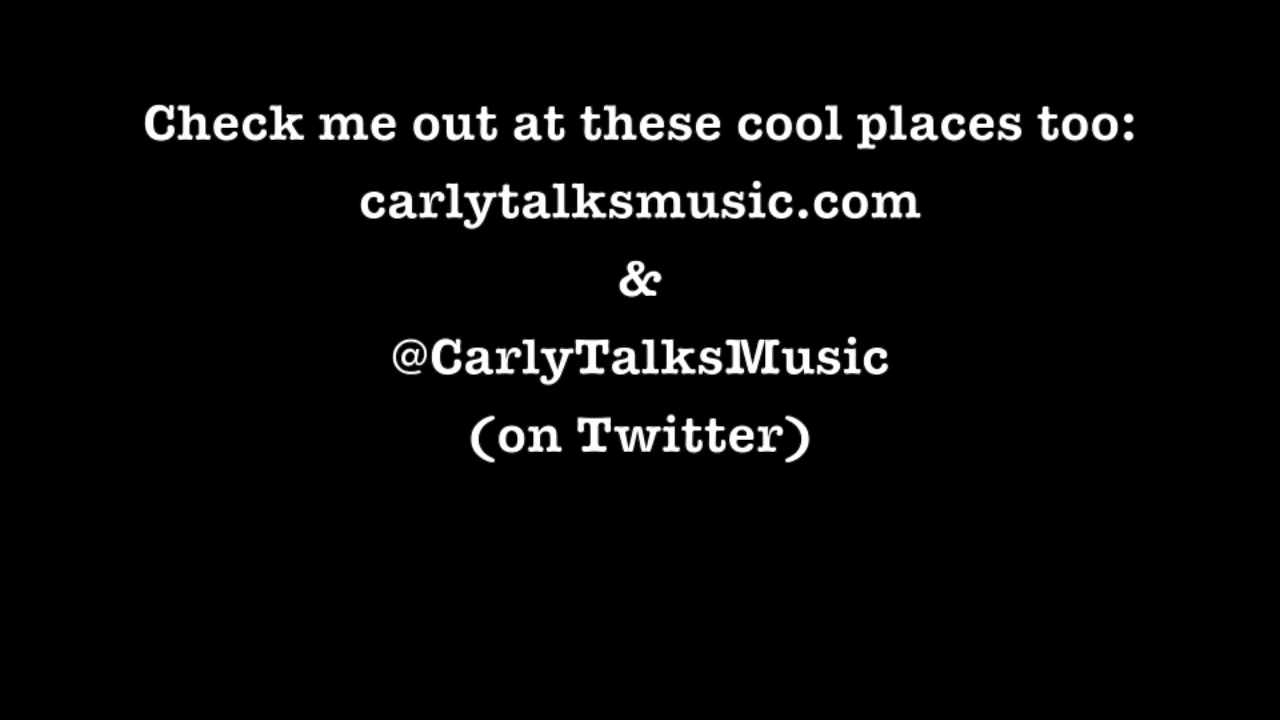 Check me out at these cool places too:
carlytalksmusic.com
&
@CarlyTalksMusic
(on Twitter)